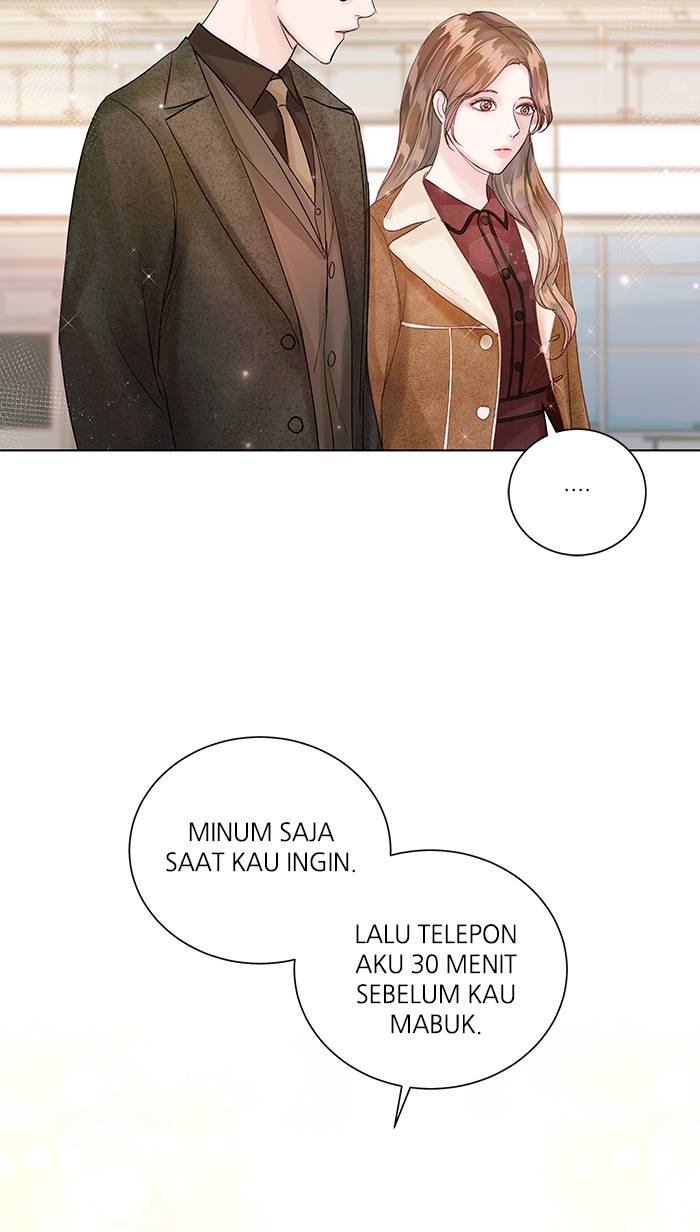 ....
MINUM SAJA
SAAT KAU INGIN.
LALU TELEPON
AKU 30 MENIT
SEBELUM KAU
MABUK.